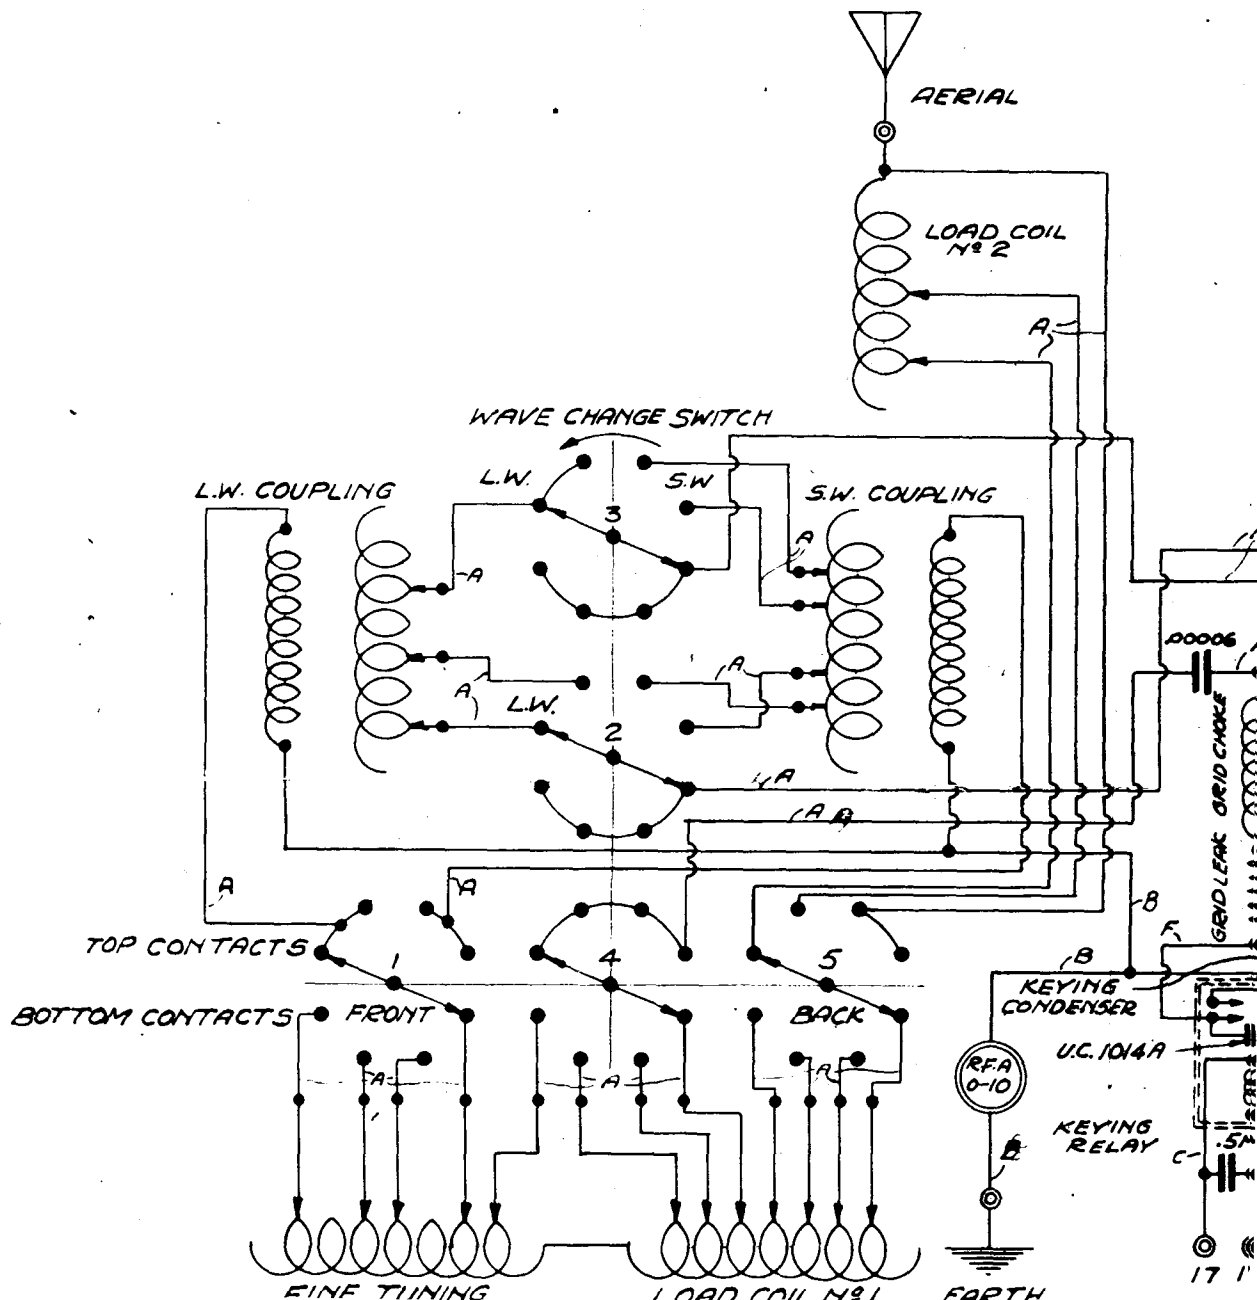 AERIAL
LOAD COIL
Nº 2
A
WAVE CHANGE SWITCH
L.W.
S.W
L.W. COUPLING
S.W. COUPLING
3
A
A
.00006
A
A
A
L.W.
2
A
A
GRID LEAK GRID CHOKE
A
A
B
TOP CONTACTS
1
4
5
F
B
BOTTOM CONTACTS
FRONT
BACK
KEYING
CONDENSER
U.C. 1014A
A
A
A
R.F.A
0-10
KEYING
RELAY
.5M
C
B
17
1
FINE TUNING
LOAD COIL Nº1
EARTH